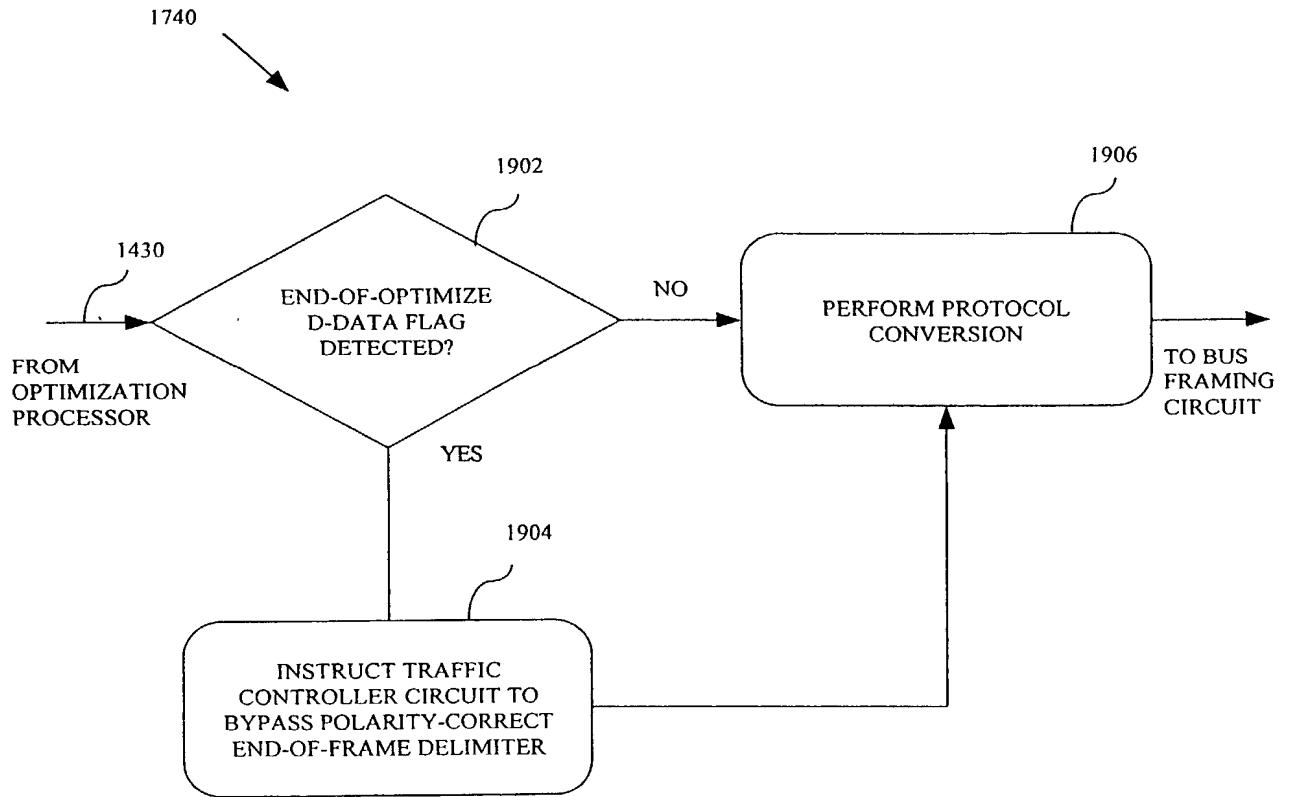 1740
1902
1906
1430
END-OF-OPTIMIZE
D-DATA FLAG
DETECTED?
NO
PERFORM PROTOCOL
CONVERSION
FROM
OPTIMIZATION
PROCESSOR
TO BUS
FRAMING
CIRCUIT
YES
1904
INSTRUCT TRAFFIC
CONTROLLER CIRCUIT TO
BYPASS POLARITY-CORRECT
END-OF-FRAME DELIMITER